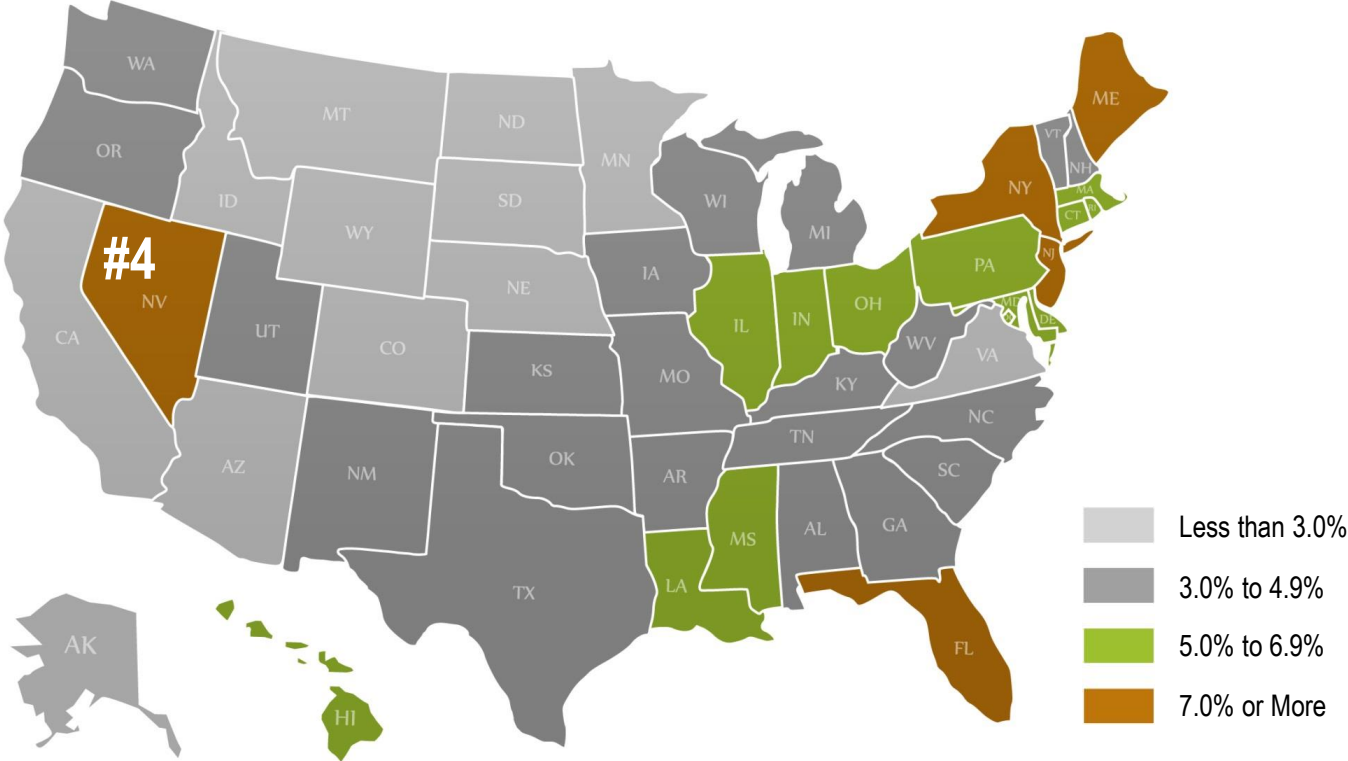 WA
MT
ND
ME
OR
MN
VT
NH
ID
SD
WI
NY
MA
WY
MI
CT
RI
#4
NV
IA
NE
PA
NJ
OH
MD
DE
IL
IN
UT
CO
CA
WV
VA
KS
MO
KY
NC
TN
AZ
NM
OK
AR
SC
GA
AL
MS
LA
TX
FL
AK
HI
Less than 3.0%
3.0% to 4.9%
5.0% to 6.9%
7.0% or More